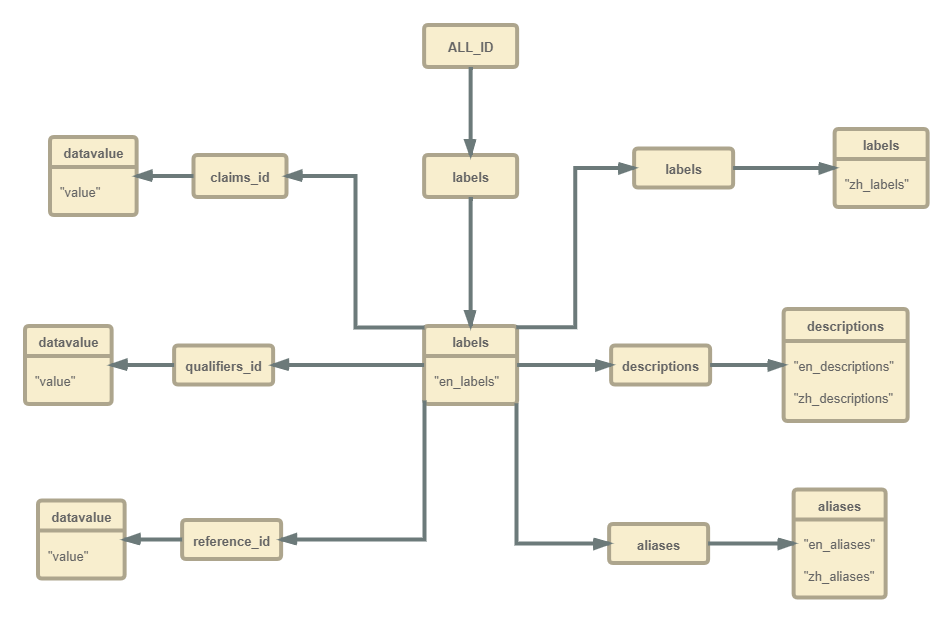 ALL_ID
datavalue
"value"
claims_id
labels
labels
labels
"zh_labels"
datavalue
"value"
qualifiers_id
labels
"en_labels"
descriptions
descriptions
"en_descriptions"
"zh_descriptions"
datavalue
"value"
reference_id
aliases
aliases
"en_aliases"
"zh_aliases"